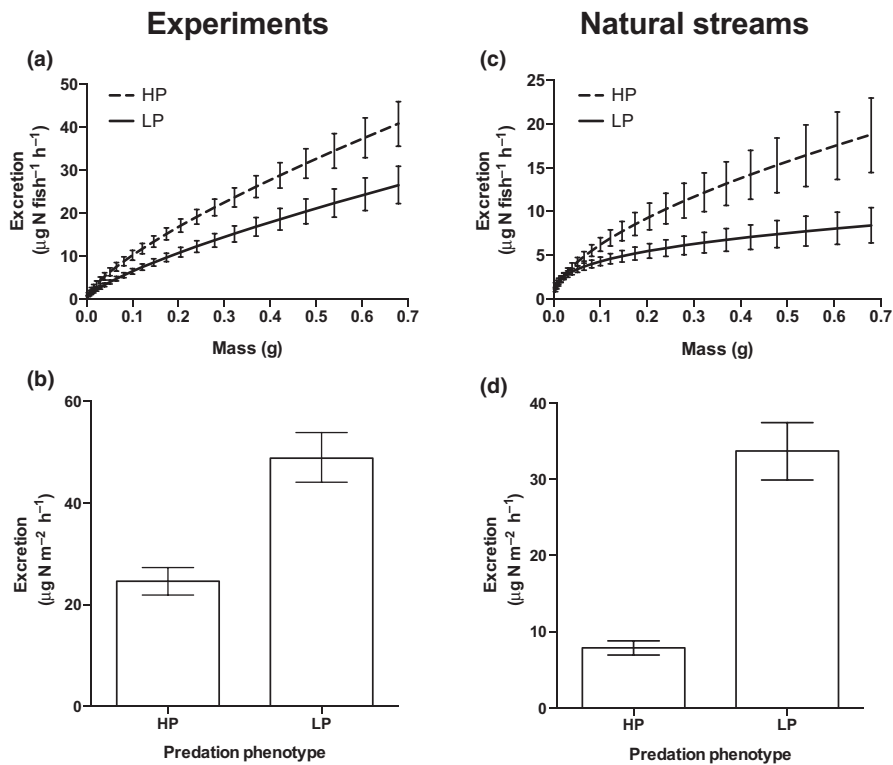 Experiments
(a)
50
40
30
20
10
0
Excretion
(µg N fish⁻¹ h⁻¹)
HP
LP
0.0 0.1 0.2 0.3 0.4 0.5 0.6 0.7
Mass (g)
(b)
60
40
20
0
Excretion
(µg N m⁻² h⁻¹)
HP LP
Predation phenotype
Natural streams
(c)
25
20
15
10
5
0
Excretion
(µg N fish⁻¹ h⁻¹)
HP
LP
0.0 0.1 0.2 0.3 0.4 0.5 0.6 0.7
Mass (g)
(d)
40
30
20
10
0
Excretion
(µg N m⁻² h⁻¹)
HP LP
Predation phenotype